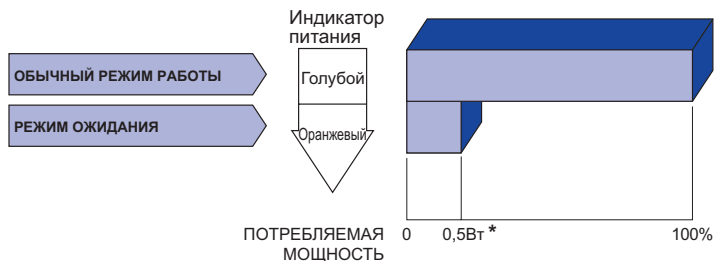 Индикатор
питания
ОБЫЧНЫЙ РЕЖИМ РАБОТЫ
Голубой
РЕЖИМ ОЖИДАНИЯ
Оранжевый
ПОТРЕБЛЯЕМАЯ
МОЩНОСТЬ
0 0,5Вт * 100%